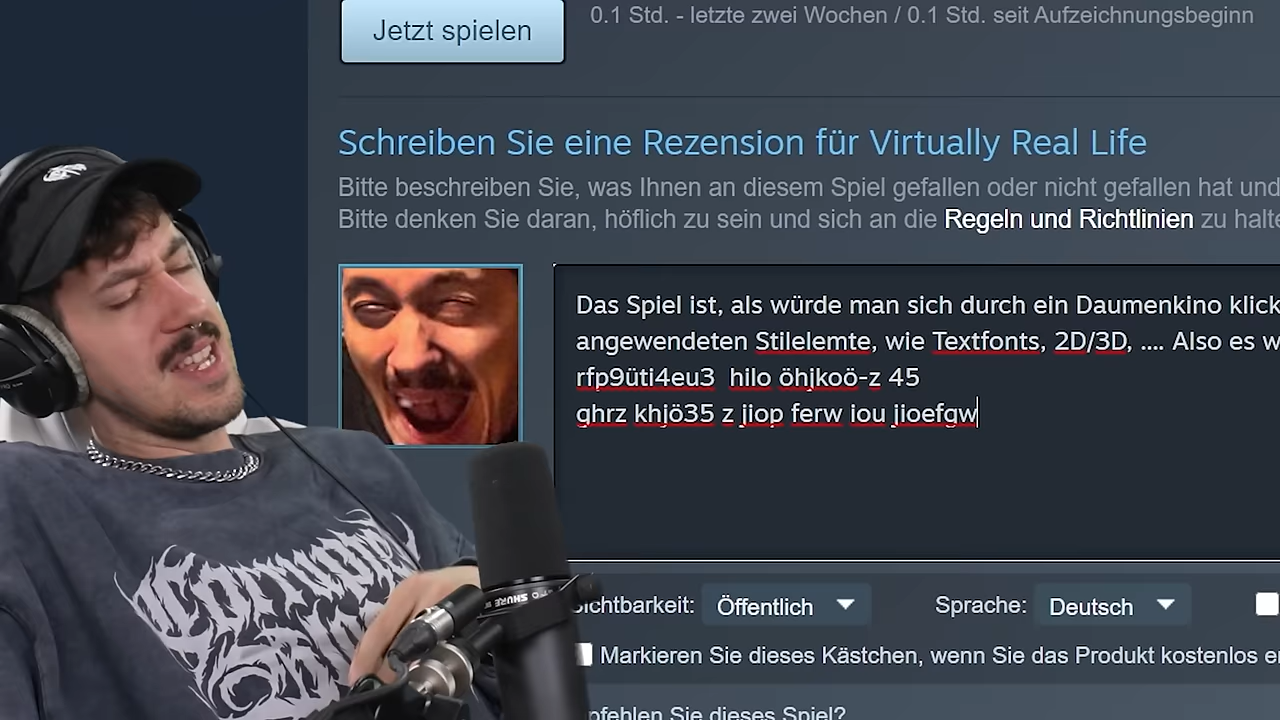 Jetzt spielen
0.1 Std. - letzte zwei Wochen / 0.1 Std. seit Aufzeichnungsbeginn
Schreiben Sie eine Rezension für Virtually Real Life
Bitte beschreiben Sie, was Ihnen an diesem Spiel gefallen oder nicht gefallen hat und
Bitte denken Sie daran, höflich zu sein und sich an die Regeln und Richtlinien zu halte
Das Spiel ist, als würde man sich durch ein Daumenkino klick
angewendeten Stilelemte, wie Textfonts, 2D/3D, .... Also es w
rfp9üti4eu3 hilo öhjkoö-z 45
ghrz khjö35 z jiop ferw iou jioefgw
ichtbarkeit: Öffentlich Sprache: Deutsch
Markieren Sie dieses Kästchen, wenn Sie das Produkt kostenlos er
pfehlen Sie dieses Spiel?
SHURE